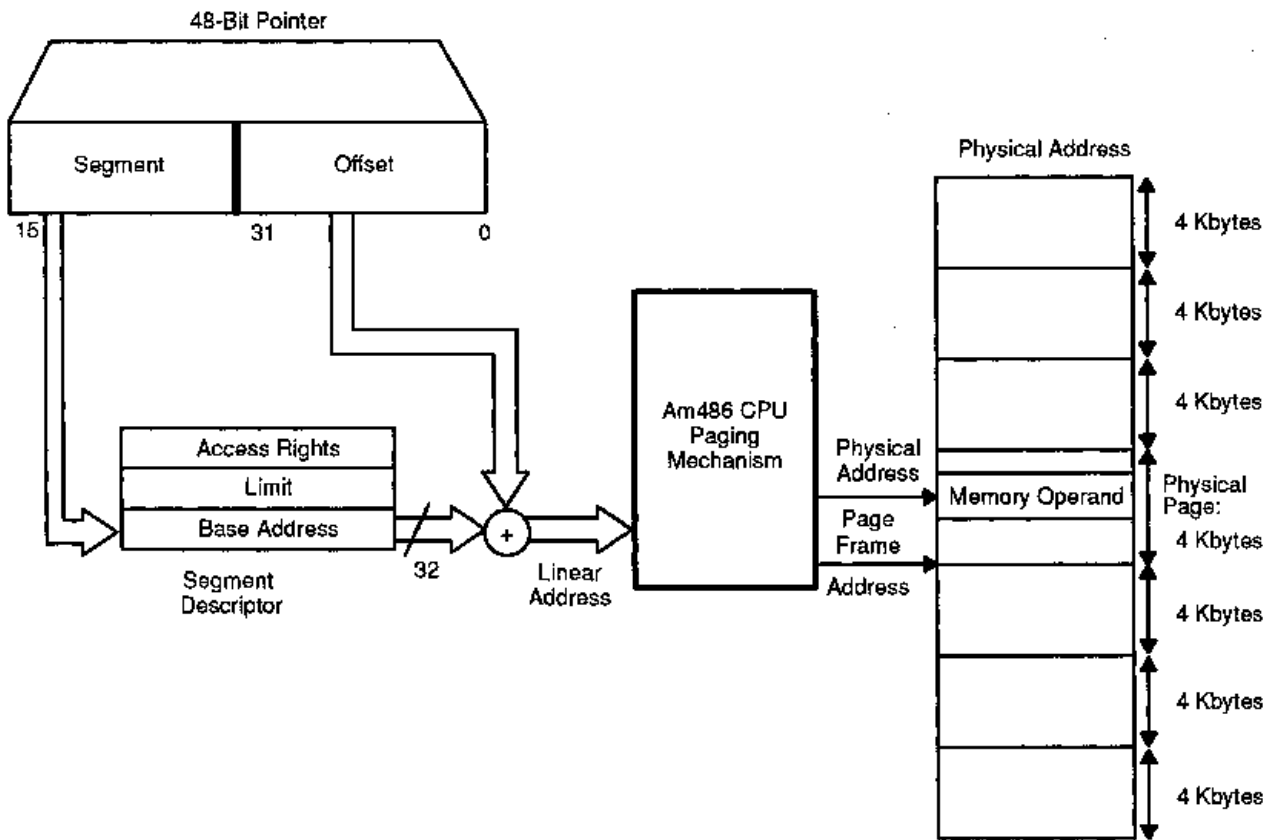 48-Bit Pointer
Segment
Offset
15
31
0
Physical Address
4 Kbytes
4 Kbytes
4 Kbytes
Am486 CPU
Paging
Mechanism
Access Rights
Limit
Base Address
32
+
Segment
Descriptor
Linear
Address
Physical
Address
Page
Frame
Address
Memory Operand
Physical
Page:
4 Kbytes
4 Kbytes
4 Kbytes
4 Kbytes